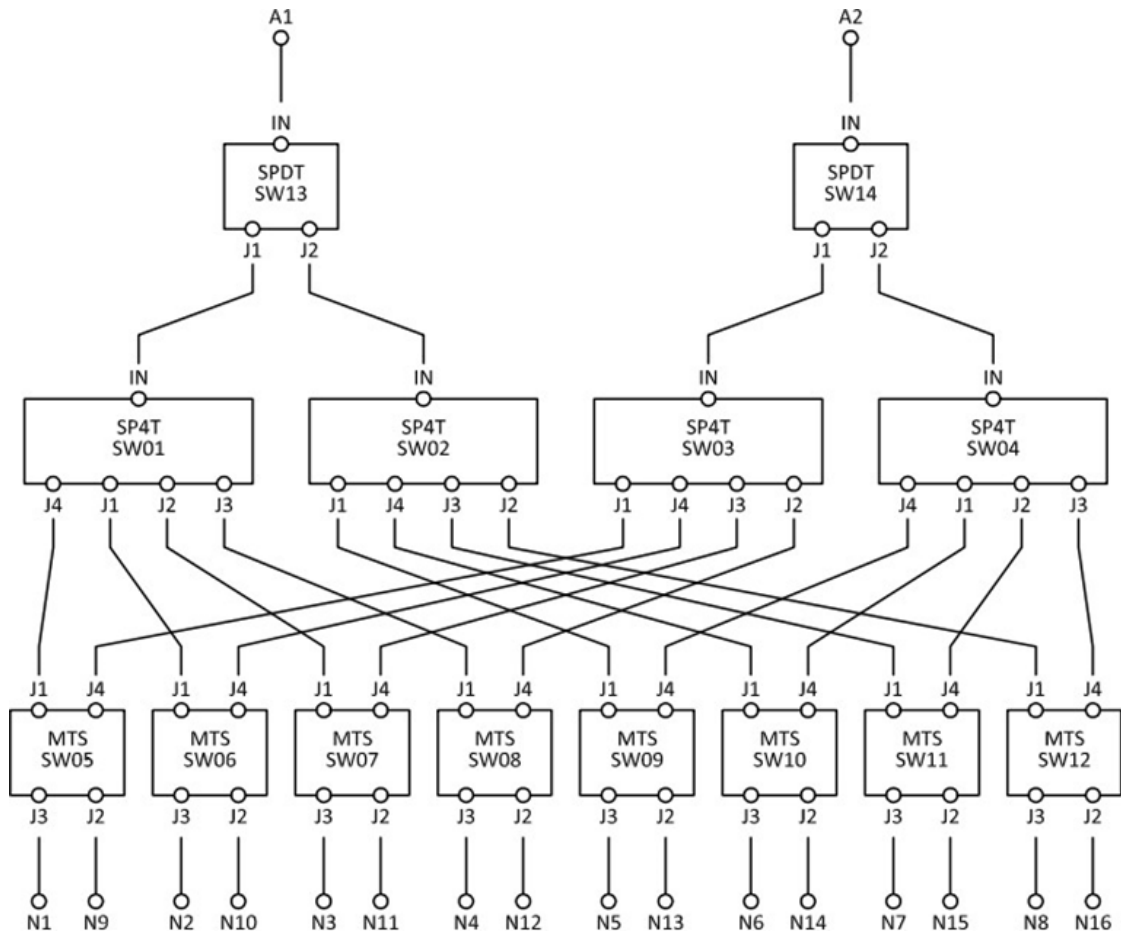 A1 A2
IN IN
SPDT SPDT
SW13 SW14
J1 J2 J1 J2
IN IN IN IN
SP4T SP4T SP4T SP4T
SW01 SW02 SW03 SW04
J4 J1 J2 J3 J1 J4 J3 J2 J1 J4 J3 J2 J4 J1 J2 J3
J1 J4 J1 J4 J1 J4 J1 J4 J1 J4 J1 J4 J1 J4 J1 J4
MTS MTS MTS MTS MTS MTS MTS MTS
SW05 SW06 SW07 SW08 SW09 SW10 SW11 SW12
J3 J2 J3 J2 J3 J2 J3 J2 J3 J2 J3 J2 J3 J2 J3 J2
N1 N9 N2 N10 N3 N11 N4 N12 N5 N13 N6 N14 N7 N15 N8 N16